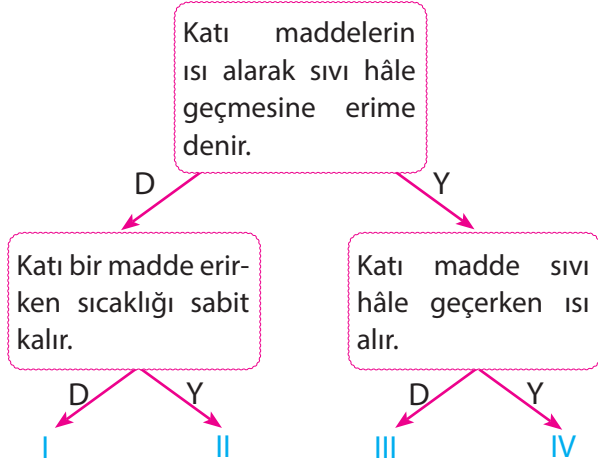 Katı maddelerin
ısı alarak sıvı hâle
geçmesine erime
denir.
D
Y
Katı bir madde erir-
ken sıcaklığı sabit
kalır.
Katı madde sıvı
hâle geçerken ısı
alır.
D
Y
D
Y
I
II
III
IV